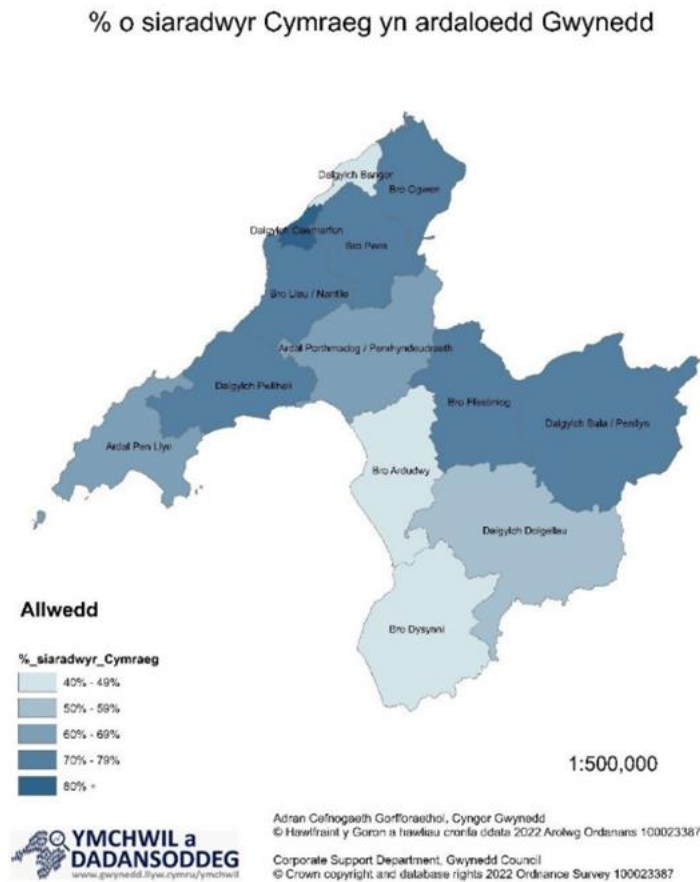 % o siaradwyr Cymraeg yn ardaloedd Gwynedd
Dalgylch Bangor
Bro Ogwen
Dalgylch Caernarfon
Bro Peris
Bro Lleu / Nantlle
Ardal Porthmadog / Penrhyndeudraeth
Dalgylch Pwllheli
Bro Ffestiniog
Dalgylch Bala / Penllyn
Ardal Pen Llyn
Bro Ardudwy
Dalgylch Dolgellau
Bro Dysynni
Allwedd
%_siaradwyr_Cymraeg
40% - 49%
50% - 59%
60% - 69%
70% - 79%
80% +
1:500,000
YMCHWIL a
DADANSODDEG
www.gwynedd.llyw.cymru/ymchwil
Adran Cefnogaeth Gorfforaethol, Cyngor Gwynedd
© Hawlfraint y Goron a hawliau cronfa ddata 2022 Arolwg Ordnans 100023387
Corporate Support Department, Gwynedd Council
© Crown copyright and database rights 2022 Ordnance Survey 100023387